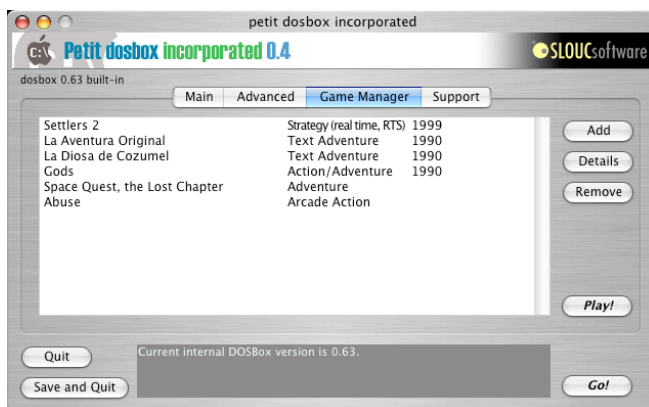 petit dosbox incorporated
C:\ Petit dosbox incorporated 0.4
SLOUCsoftware
dosbox 0.63 built-in
Main Advanced Game Manager Support
Settlers 2 Strategy (real time, RTS) 1999
La Aventura Original Text Adventure 1990
La Diosa de Cozumel Text Adventure 1990
Gods Action/Adventure 1990
Space Quest, the Lost Chapter Adventure
Abuse Arcade Action
Add
Details
Remove
Play!
Quit
Current internal DOSBox version is 0.63.
Save and Quit
Go!